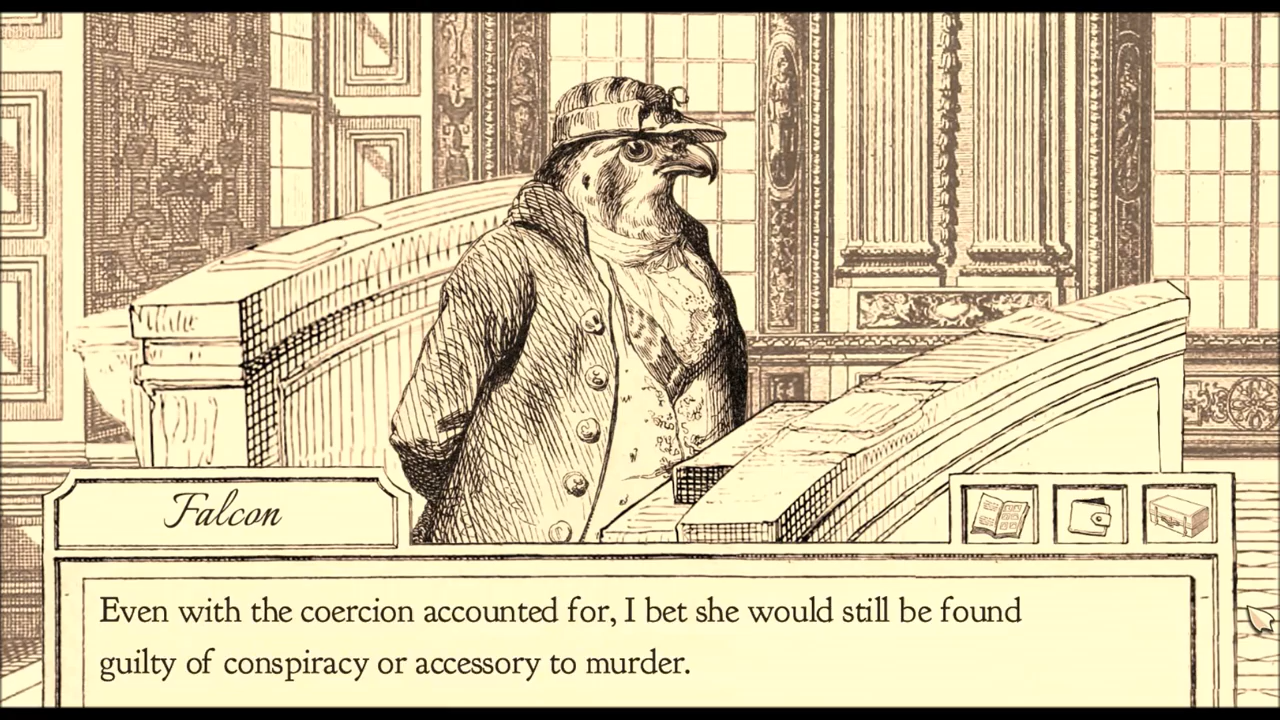 Falcon
Even with the coercion accounted for, I bet she would still be found
guilty of conspiracy or accessory to murder.